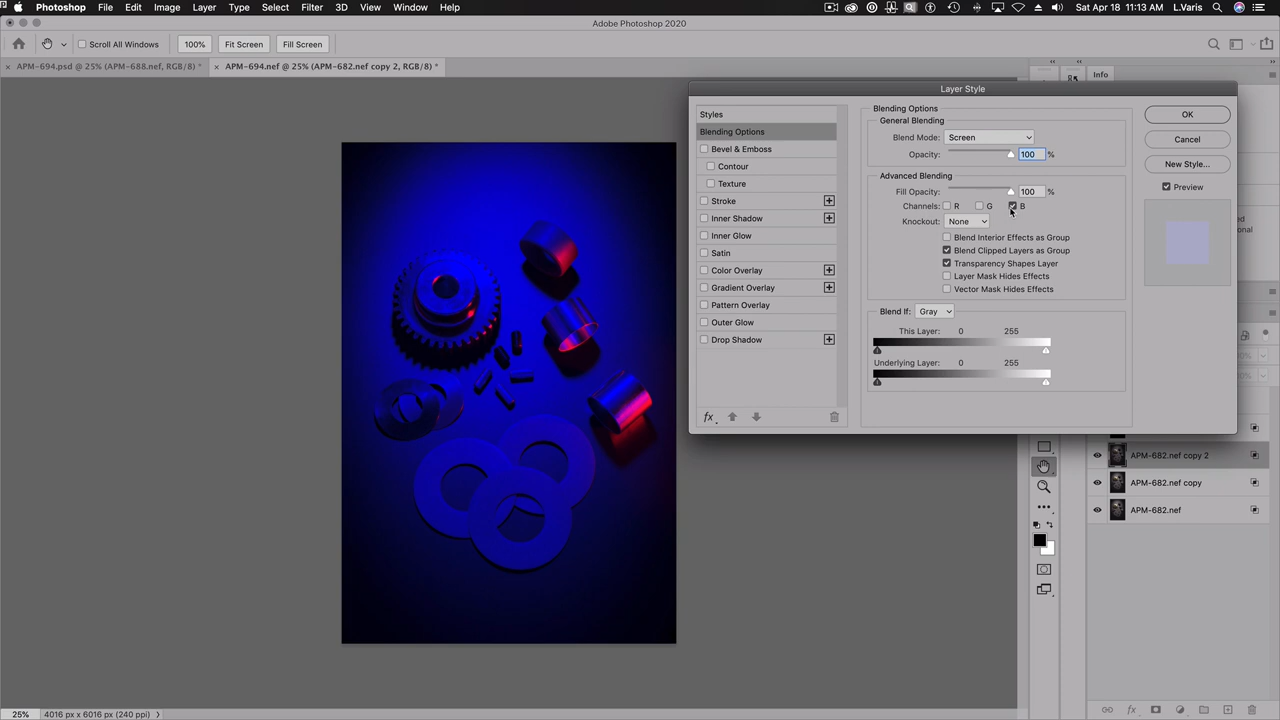 Photoshop File Edit Image Layer Type Select Filter 3D View Window Help Sat Apr 18 11:13 AM L.Varis
Adobe Photoshop 2020
Scroll All Windows 100% Fit Screen Fill Screen
× APM-694.psd @ 25% (APM-688.nef, RGB/8) * × APM-694.nef @ 25% (APM-682.nef copy 2, RGB/8) *
Info
Layer Style
Styles
Blending Options
Bevel & Emboss
Contour
Texture
Stroke
Inner Shadow
Inner Glow
Satin
Color Overlay
Gradient Overlay
Pattern Overlay
Outer Glow
Drop Shadow
fx
Blending Options
General Blending
Blend Mode: Screen
Opacity: 100 %
Advanced Blending
Fill Opacity: 100 %
Channels: R G B
Knockout: None
Blend Interior Effects as Group
Blend Clipped Layers as Group
Transparency Shapes Layer
Layer Mask Hides Effects
Vector Mask Hides Effects
Blend If: Gray
This Layer: 0 255
Underlying Layer: 0 255
OK
Cancel
New Style...
Preview
APM-682.nef copy 2
APM-682.nef copy
APM-682.nef
fx
25% 4016 px x 6016 px (240 ppi)